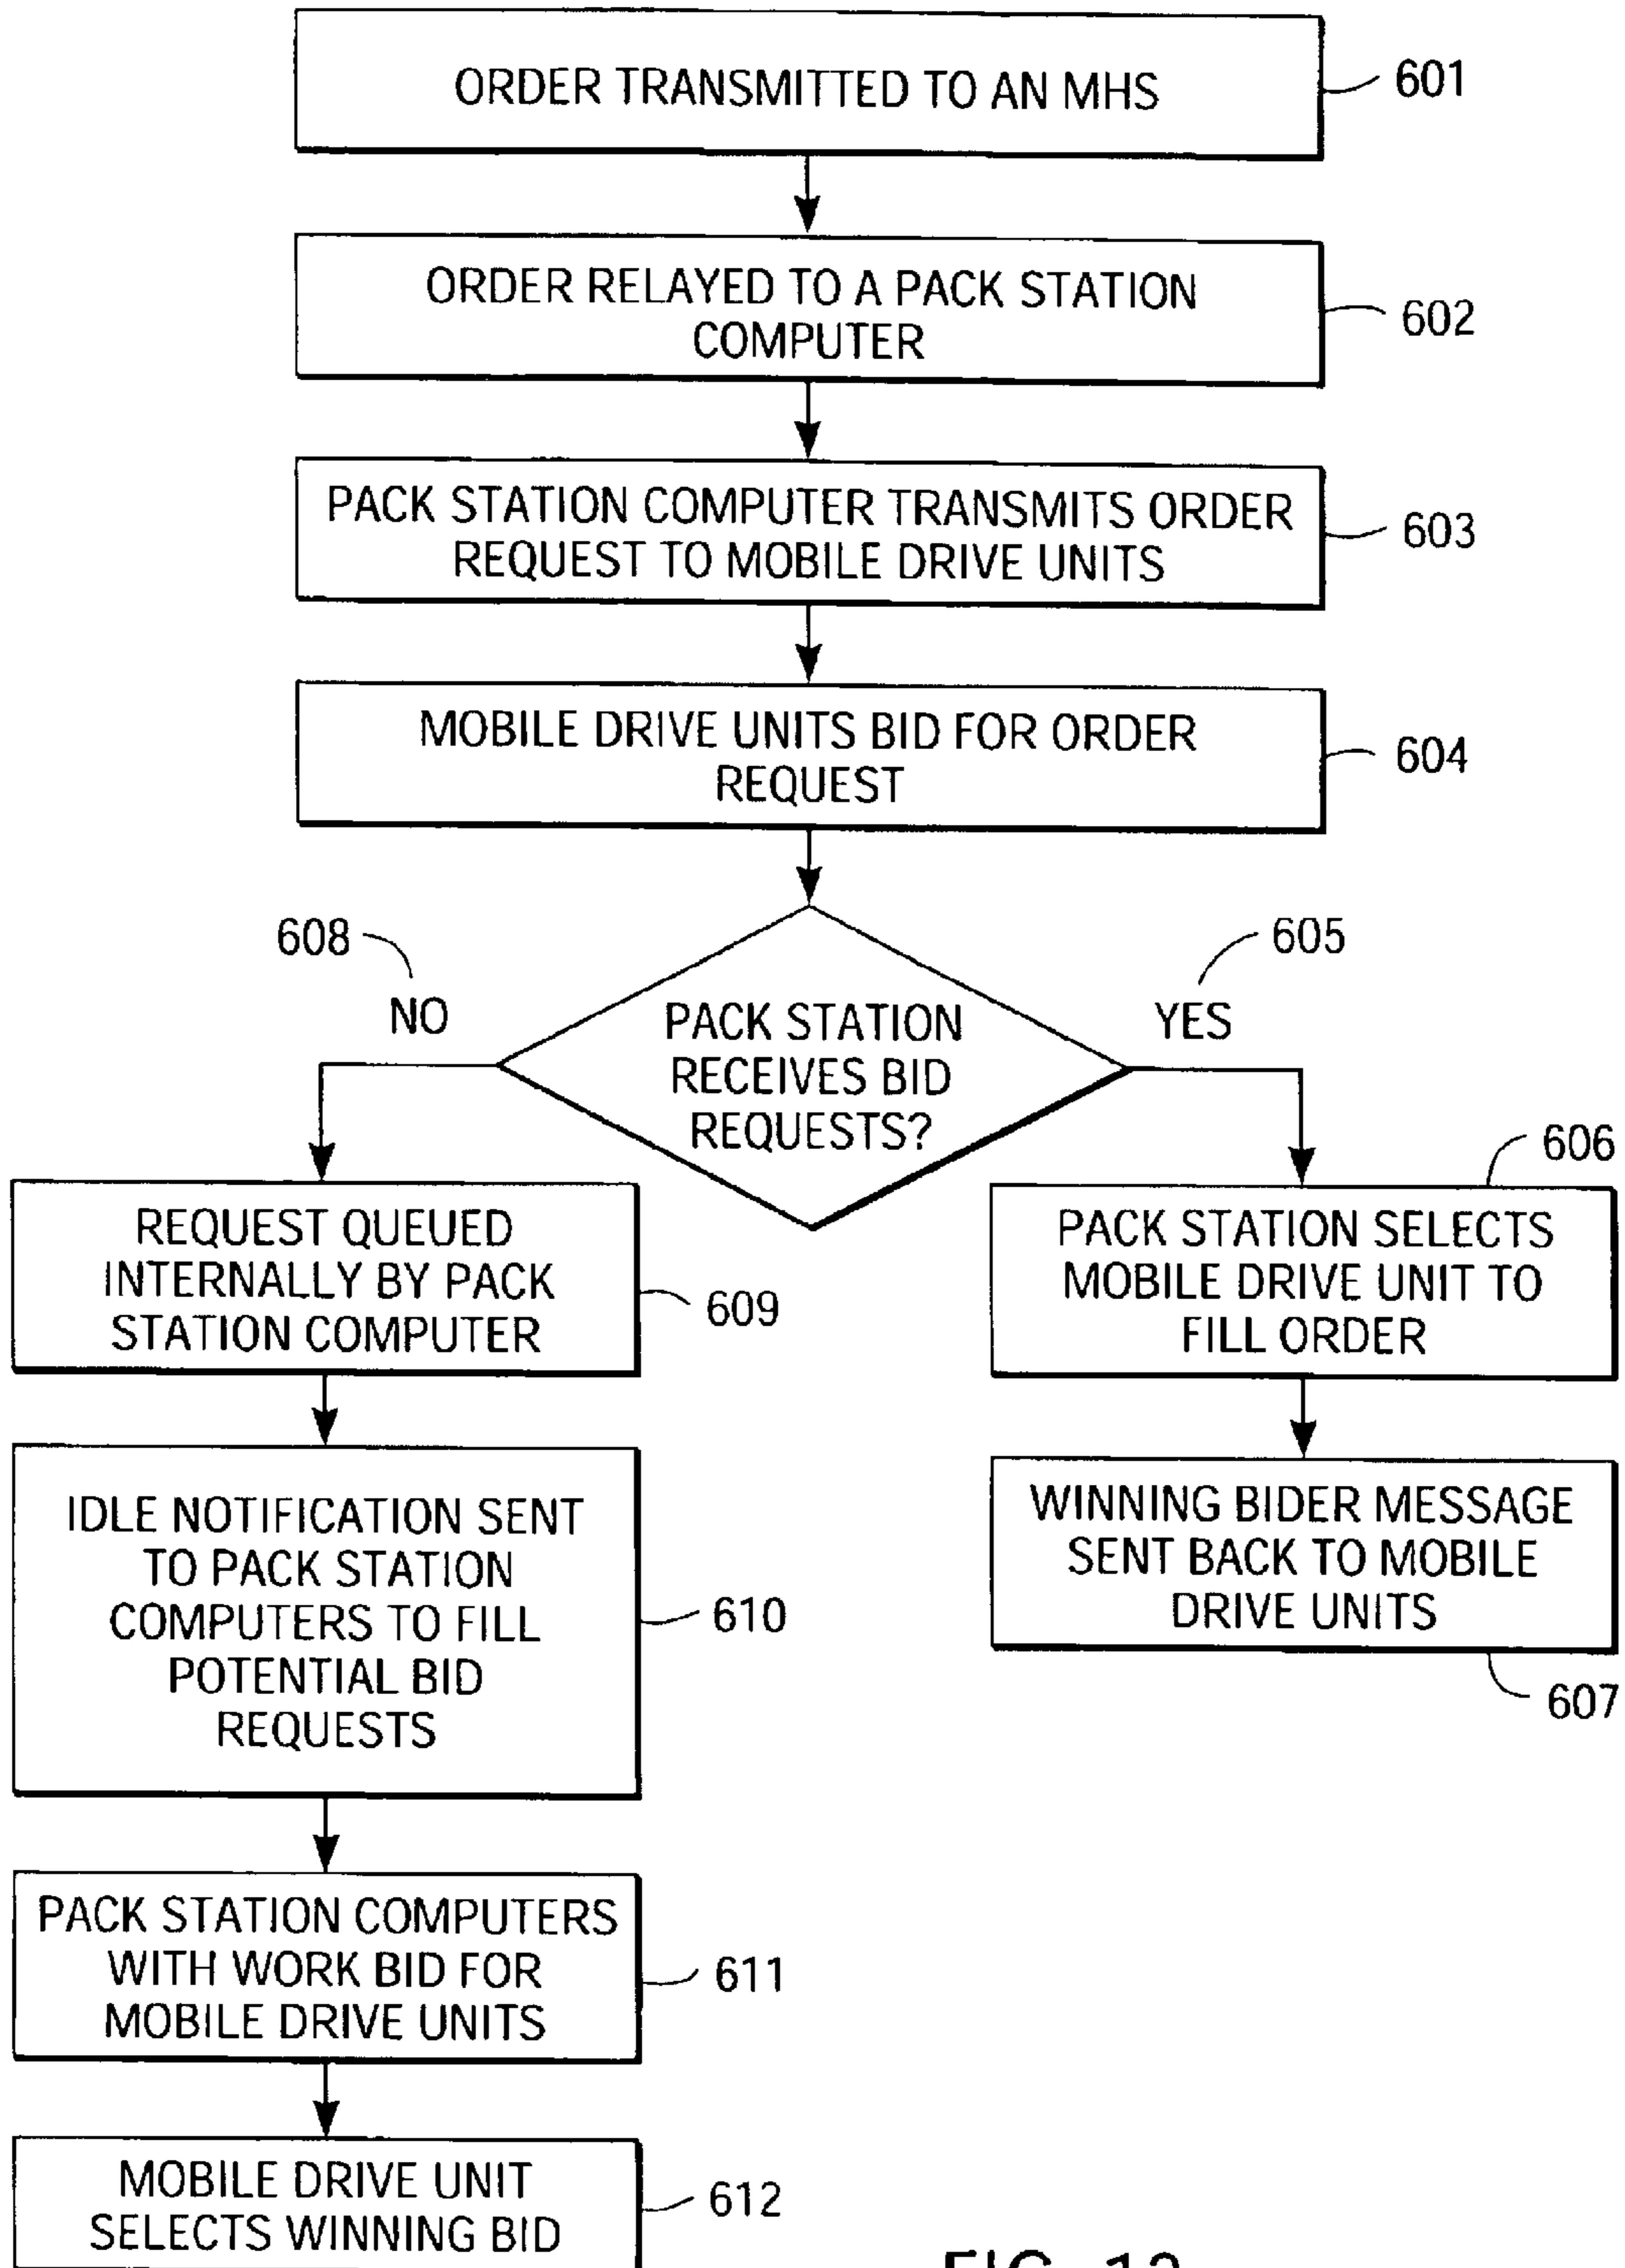 ORDER TRANSMITTED TO AN MHS
601
ORDER RELAYED TO A PACK STATION
COMPUTER
602
PACK STATION COMPUTER TRANSMITS ORDER
REQUEST TO MOBILE DRIVE UNITS
603
MOBILE DRIVE UNITS BID FOR ORDER
REQUEST
604
608
NO
605
YES
PACK STATION
RECEIVES BID
REQUESTS?
606
PACK STATION SELECTS
MOBILE DRIVE UNIT TO
FILL ORDER
WINNING BIDER MESSAGE
SENT BACK TO MOBILE
DRIVE UNITS
607
REQUEST QUEUED
INTERNALLY BY PACK
STATION COMPUTER
609
IDLE NOTIFICATION SENT
TO PACK STATION
COMPUTERS TO FILL
POTENTIAL BID
REQUESTS
610
PACK STATION COMPUTERS
WITH WORK BID FOR
MOBILE DRIVE UNITS
611
MOBILE DRIVE UNIT
SELECTS WINNING BID
612
FIG.